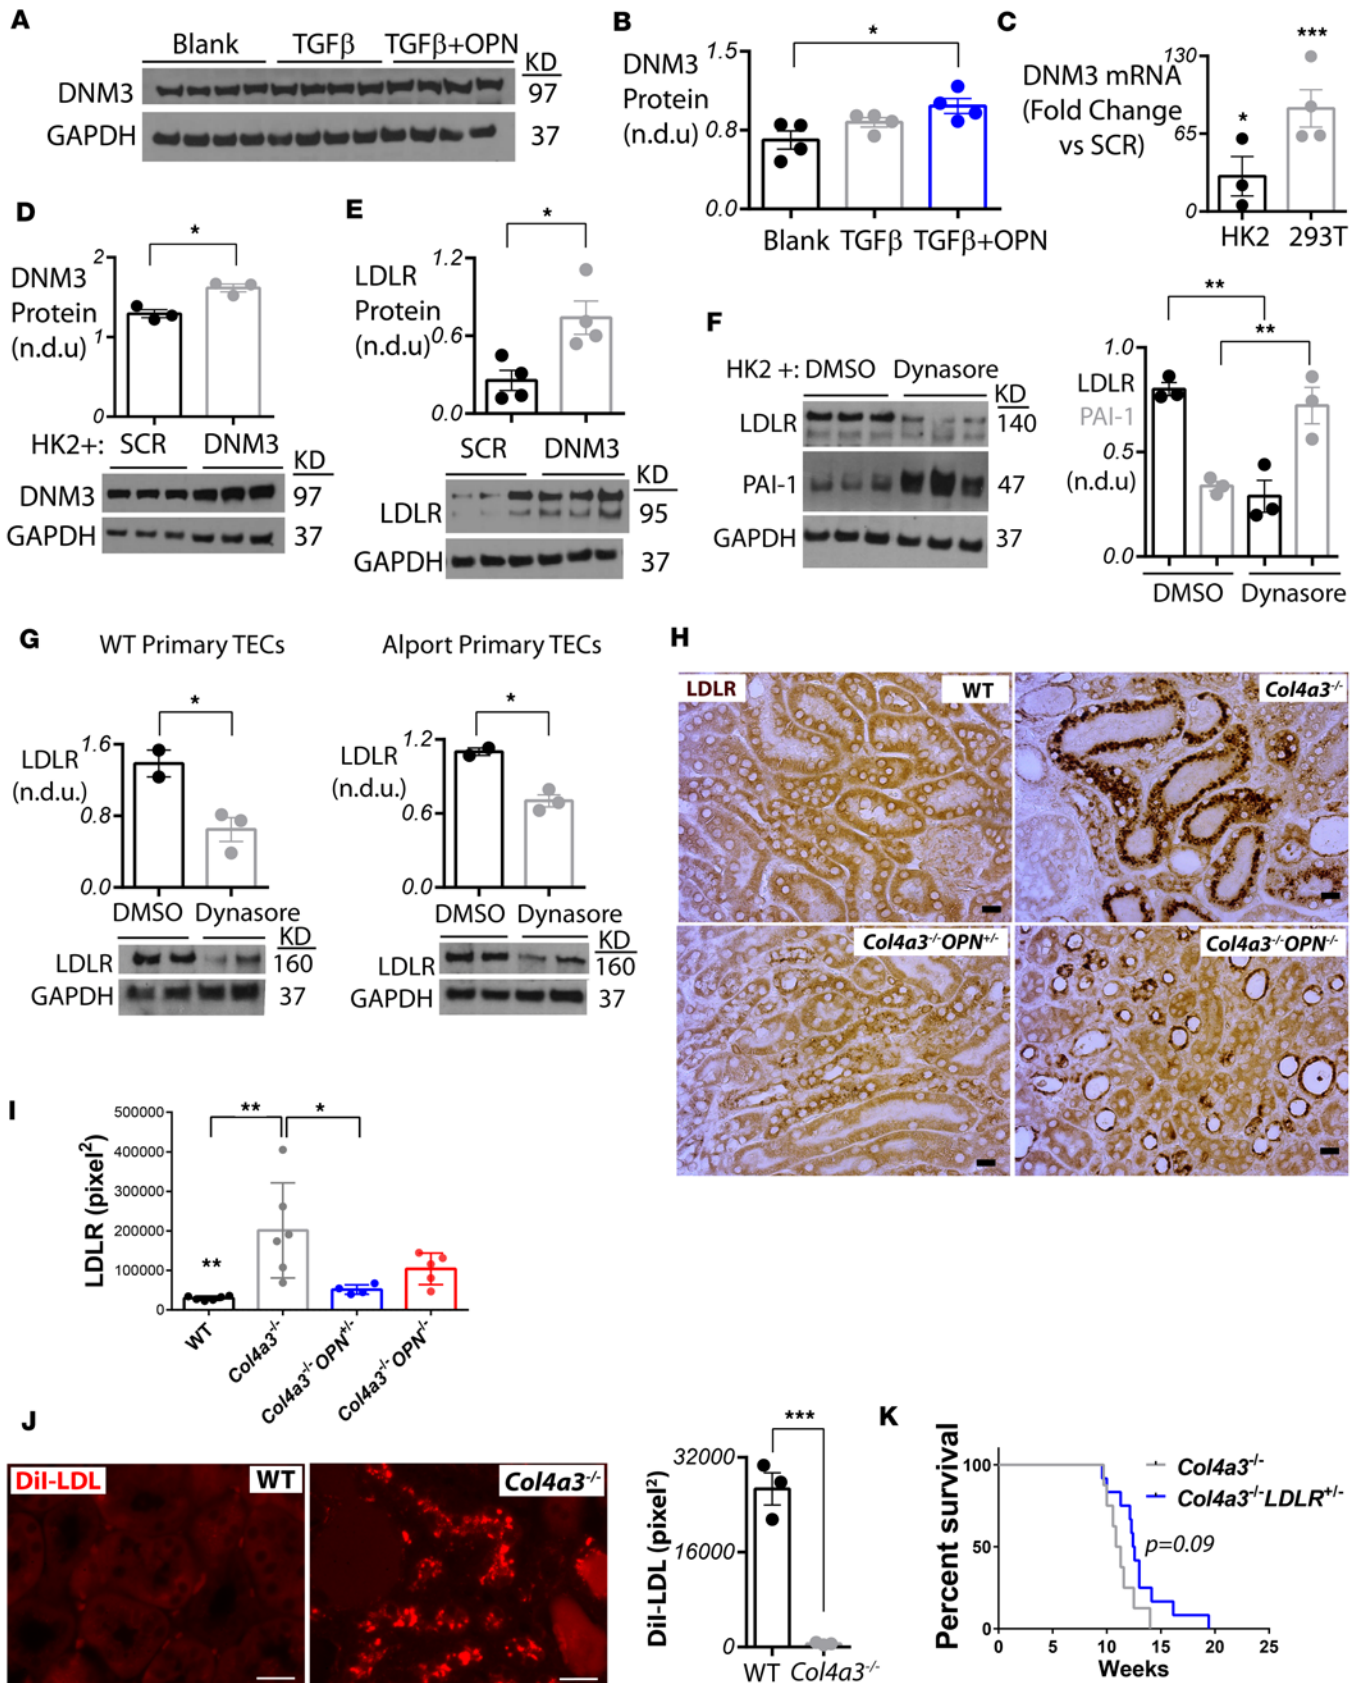 A
Blank TGFβ TGFβ+OPN
KD
DNM3 97
GAPDH 37
B
DNM3
Protein
(n.d.u)
*
1.5
0.8
0.0
Blank TGFβ TGFβ+OPN
C
DNM3 mRNA
(Fold Change
vs SCR)
***
*
130
65
0
HK2 293T
D
DNM3
Protein
(n.d.u)
*
2
1
0
HK2+: SCR DNM3
KD
DNM3 97
GAPDH 37
E
LDLR
Protein
(n.d.u)
*
1.2
0.6
0.0
SCR DNM3
KD
LDLR 95
GAPDH 37
F
HK2 +: DMSO Dynasore
KD
LDLR 140
PAI-1 47
GAPDH 37
**
**
LDLR
PAI-1
(n.d.u)
1.0
0.5
0.0
DMSO Dynasore
G
WT Primary TECs
*
LDLR
(n.d.u.)
1.6
0.8
0.0
DMSO Dynasore
KD
LDLR 160
GAPDH 37
Alport Primary TECs
*
LDLR
(n.d.u.)
1.2
0.6
0.0
DMSO Dynasore
KD
LDLR 160
GAPDH 37
H
LDLR WT
Col4a3-/-
Col4a3-/-OPN+/-
Col4a3-/-OPN-/-
I
LDLR (pixel2)
500000
400000
300000
200000
100000
0
** *
**
WT
Col4a3-/-
Col4a3-/-OPN+/-
Col4a3-/-OPN-/-
J
Dil-LDL WT
Col4a3-/-
Dil-LDL (pixel2)
***
32000
16000
0
WT Col4a3-/-
K
Percent survival
100
50
0
Col4a3-/-
Col4a3-/-LDLR+/-
p=0.09
0 5 10 15 20 25
Weeks